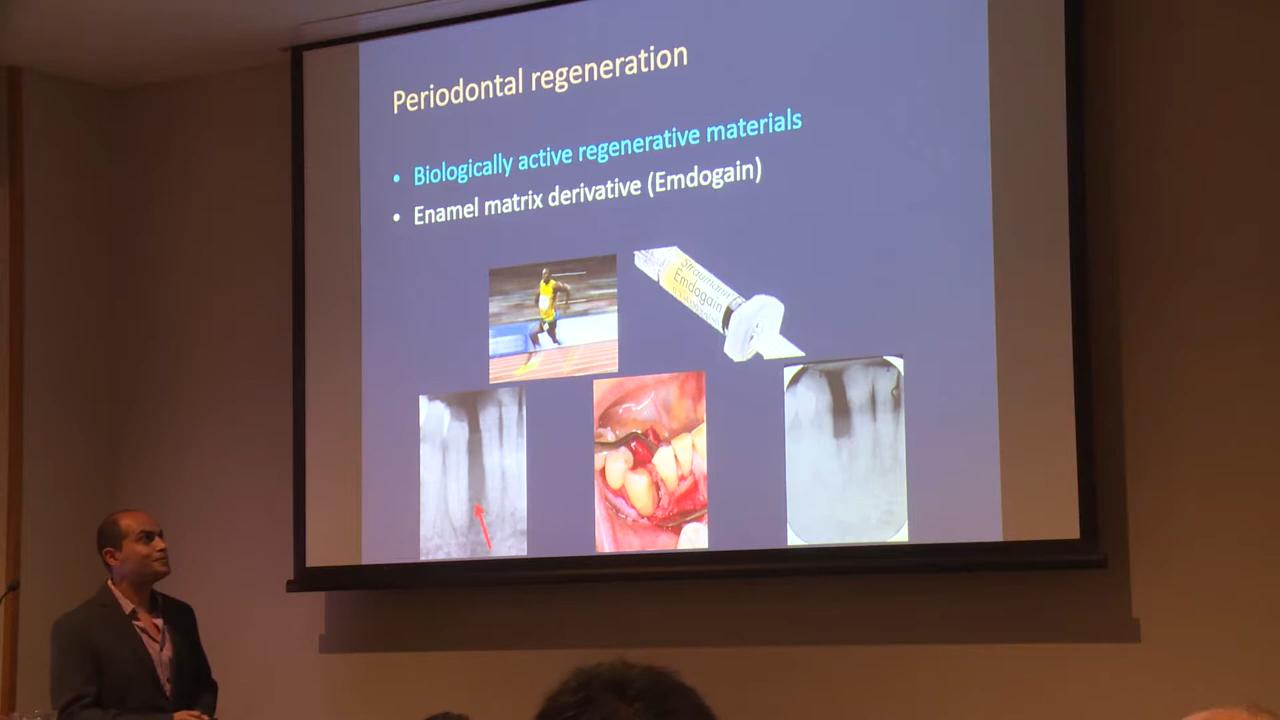 Periodontal regeneration
• Biologically active regenerative materials
• Enamel matrix derivative (Emdogain)
Straumann
Emdogain